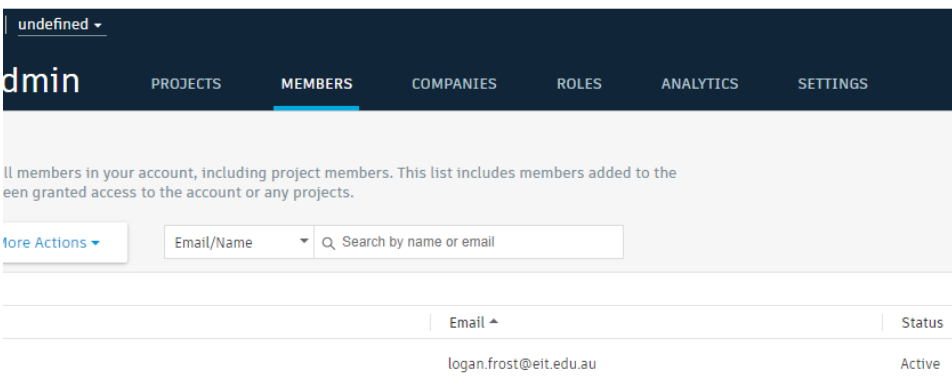 undefined
dmin PROJECTS MEMBERS COMPANIES ROLES ANALYTICS SETTINGS
ll members in your account, including project members. This list includes members added to the
een granted access to the account or any projects.
More Actions Email/Name Search by name or email
Email Status
logan.frost@eit.edu.au Active